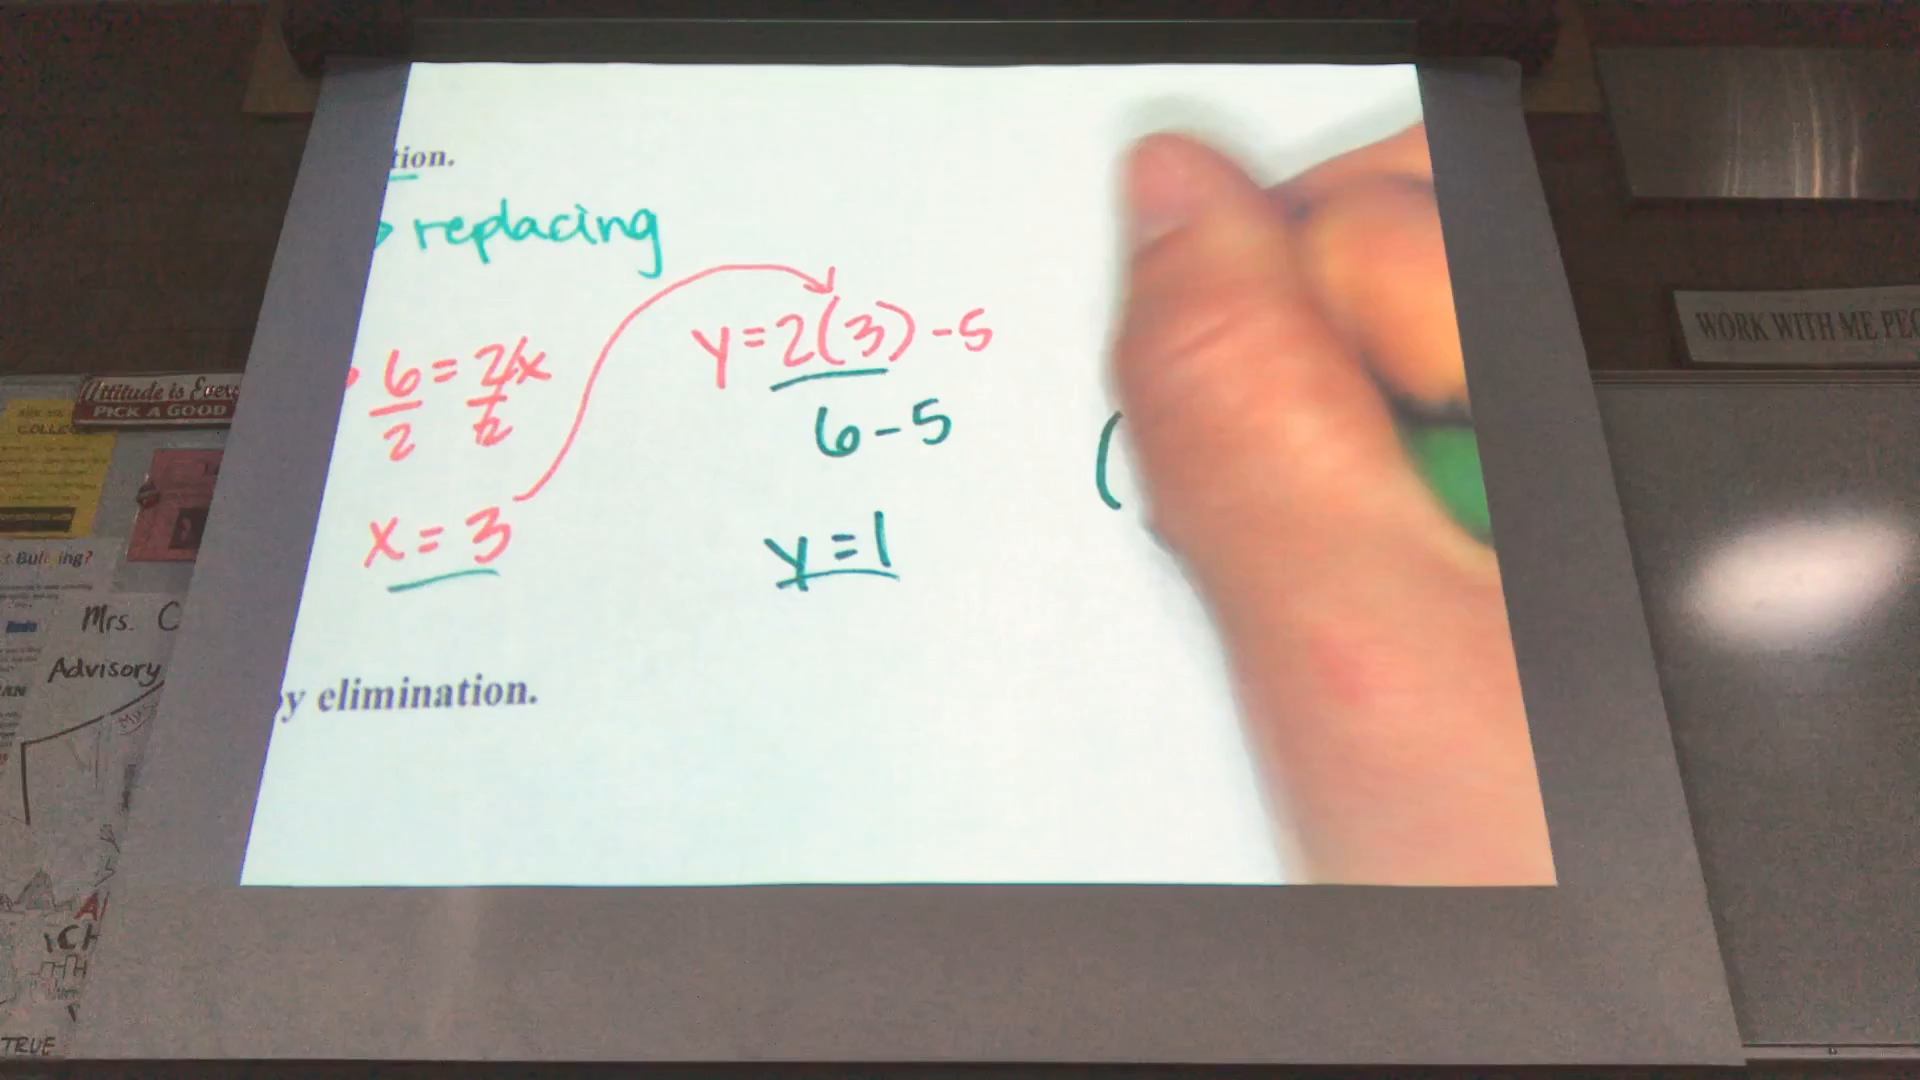 tion.
replacing
6 = 2x
2 2
x = 3
y = 2(3) - 5
6 - 5
y = 1
(
y elimination.
WORK WITH ME PEO
Attitude is Every
PICK A GOOD
Mrs. C
Advisory
TRUE